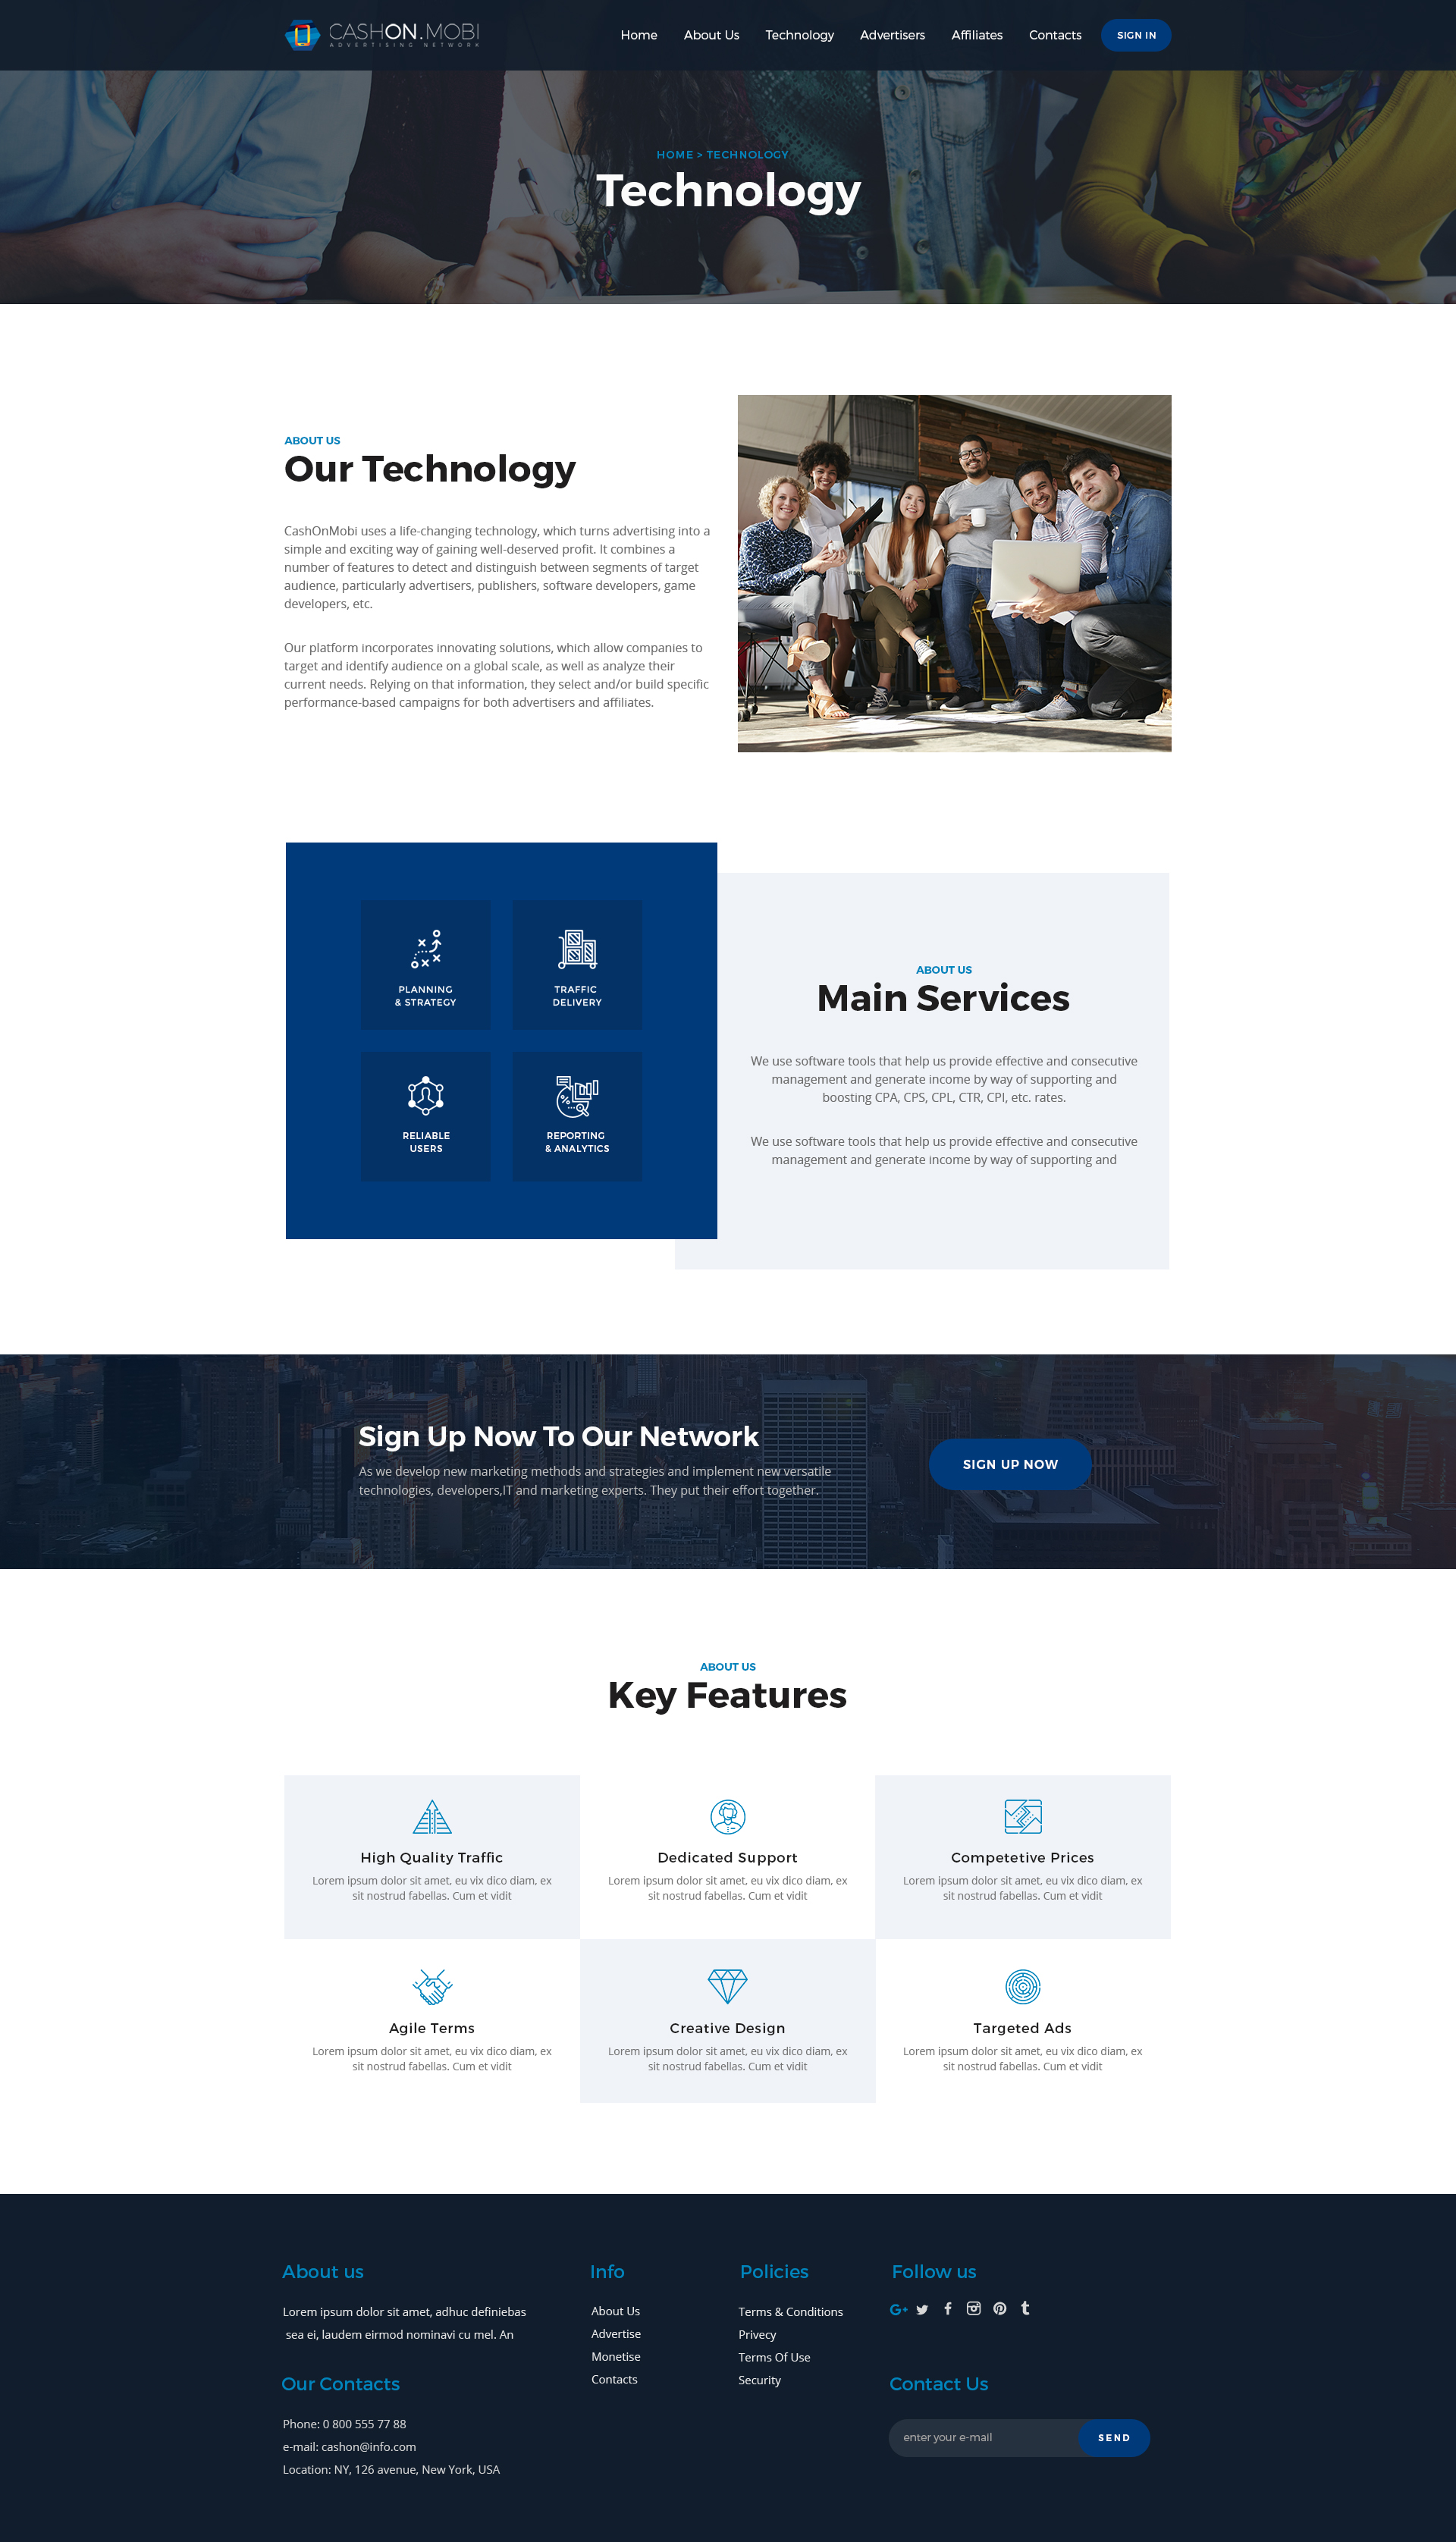 CASHON.MOBI
ADVERTISING NETWORK
Home
About Us
Technology
Advertisers
Affiliates
Contacts
SIGN IN
HOME > TECHNOLOGY
Technology
ABOUT US
Our Technology
CashOnMobi uses a life-changing technology, which turns advertising into a
simple and exciting way of gaining well-deserved profit. It combines a
number of features to detect and distinguish between segments of target
audience, particularly advertisers, publishers, software developers, game
developers, etc.
Our platform incorporates innovating solutions, which allow companies to
target and identify audience on a global scale, as well as analyze their
current needs. Relying on that information, they select and/or build specific
performance-based campaigns for both advertisers and affiliates.
PLANNING
& STRATEGY
TRAFFIC
DELIVERY
RELIABLE
USERS
REPORTING
& ANALYTICS
ABOUT US
Main Services
We use software tools that help us provide effective and consecutive
management and generate income by way of supporting and
boosting CPA, CPS, CPL, CTR, CPI, etc. rates.
We use software tools that help us provide effective and consecutive
management and generate income by way of supporting and
Sign Up Now To Our Network
As we develop new marketing methods and strategies and implement new versatile
technologies, developers,IT and marketing experts. They put their effort together.
SIGN UP NOW
ABOUT US
Key Features
High Quality Traffic
Lorem ipsum dolor sit amet, eu vix dico diam, ex
sit nostrud fabellas. Cum et vidit
Dedicated Support
Lorem ipsum dolor sit amet, eu vix dico diam, ex
sit nostrud fabellas. Cum et vidit
Competetive Prices
Lorem ipsum dolor sit amet, eu vix dico diam, ex
sit nostrud fabellas. Cum et vidit
Agile Terms
Lorem ipsum dolor sit amet, eu vix dico diam, ex
sit nostrud fabellas. Cum et vidit
Creative Design
Lorem ipsum dolor sit amet, eu vix dico diam, ex
sit nostrud fabellas. Cum et vidit
Targeted Ads
Lorem ipsum dolor sit amet, eu vix dico diam, ex
sit nostrud fabellas. Cum et vidit
About us
Lorem ipsum dolor sit amet, adhuc definiebas
sea ei, laudem eirmod nominavi cu mel. An
Our Contacts
Phone: 0 800 555 77 88
e-mail: cashon@info.com
Location: NY, 126 avenue, New York, USA
Info
About Us
Advertise
Monetise
Contacts
Policies
Terms & Conditions
Privecy
Terms Of Use
Security
Follow us
Contact Us
enter your e-mail
SEND